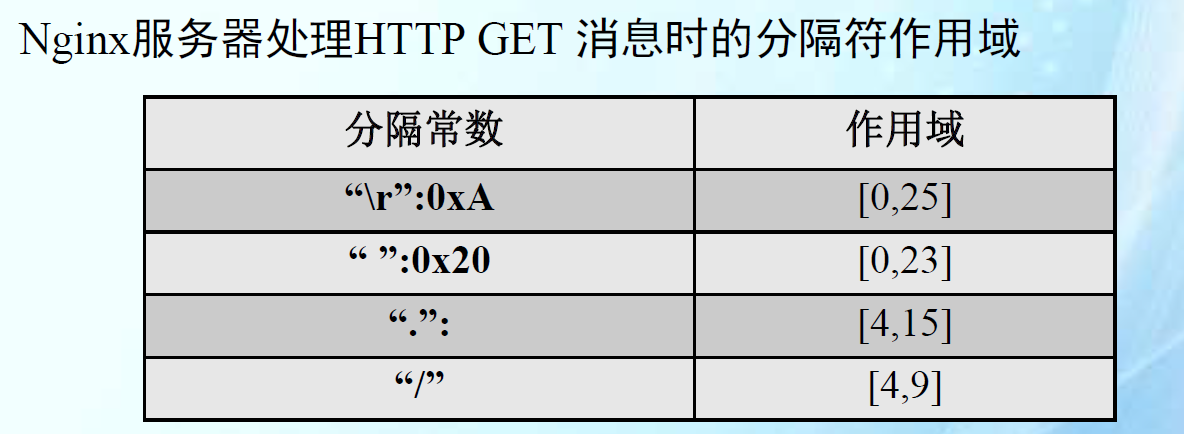 Nginx服务器处理HTTP GET 消息时的分隔符作用域
分隔常数 作用域
“\r”:0xA [0,25]
“ ”:0x20 [0,23]
“.”: [4,15]
“/” [4,9]